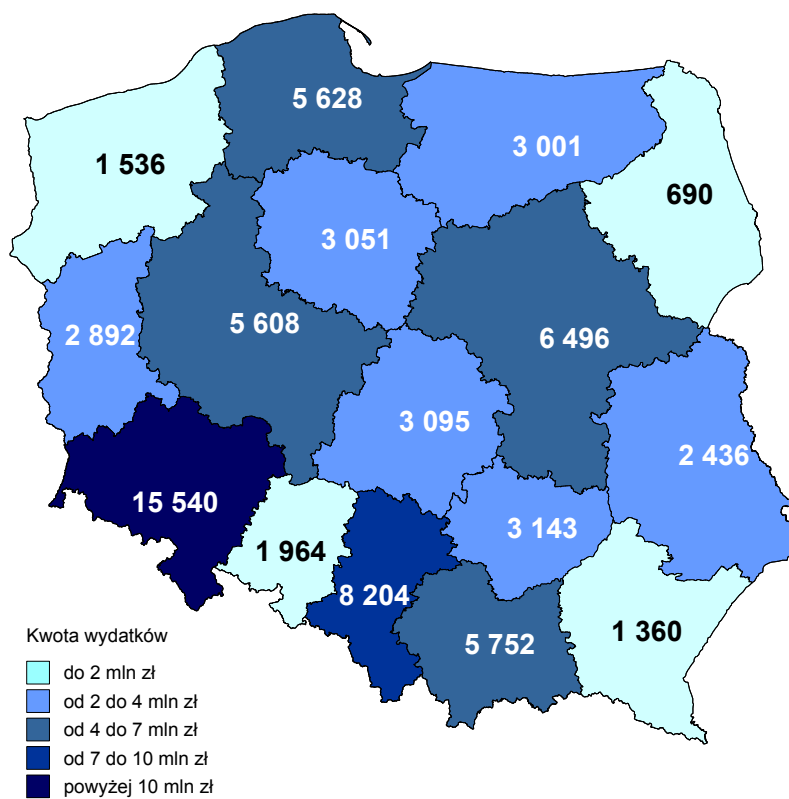 5 628
3 001
1 536
690
3 051
5 608
6 496
2 892
3 095
2 436
15 540
3 143
1 964
8 204
1 360
5 752
Kwota wydatków
do 2 mln zł
od 2 do 4 mln zł
od 4 do 7 mln zł
od 7 do 10 mln zł
powyżej 10 mln zł